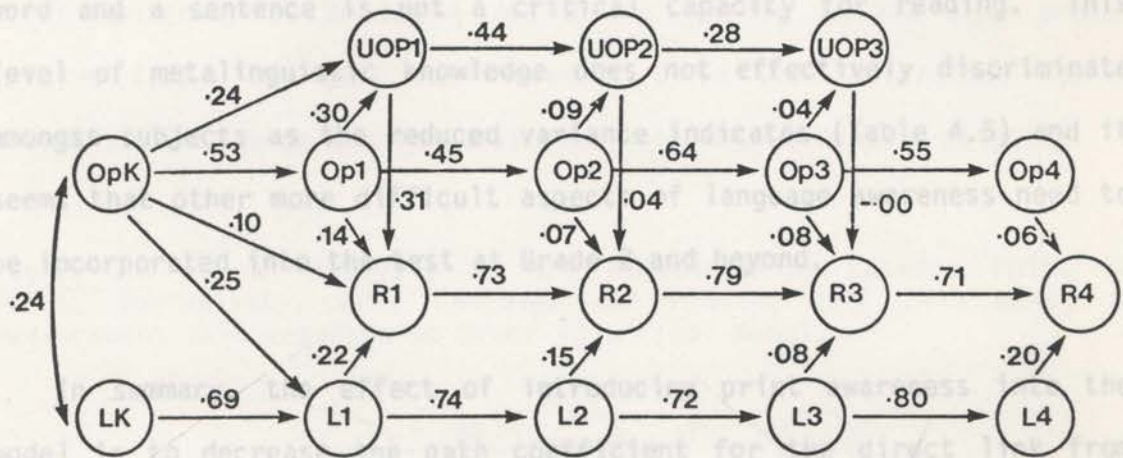 word and a sentence is not a critical capacity for reading. This
UOP1 .44 UOP2 .28 UOP3
level of metalinguistic knowledge does not effectively discriminate
.24 .30 .09 .04
amongst subjects as the reduced variance indicates (Table 4.5) and it
OpK .53 Op1 .45 Op2 .64 Op3 .55 Op4
seems that other more difficult aspects of language awareness need to
.10 .14 .31 .07 .04 .08 -.00 .06
be incorporated into the test at Grade 2 and beyond.
.24 .25 R1 .73 R2 .79 R3 .71 R4
.22 .15 .08 .20
In summary, the effect of introducing print awareness into the
LK .69 L1 .74 L2 .72 L3 .80 L4
model is to decrease the path coefficient for the direct link from